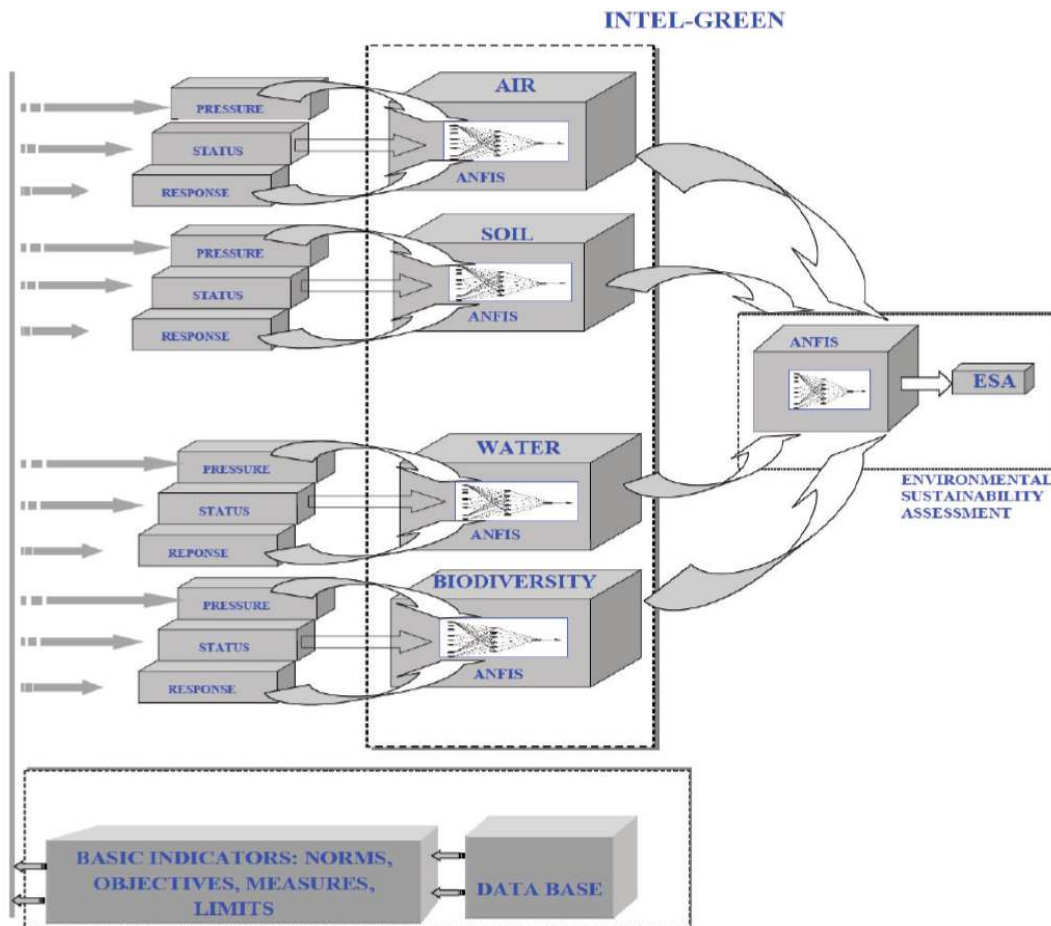 INTEL-GREEN
AIR
PRESSURE
STATUS
RESPONSE
ANFIS
SOIL
PRESSURE
STATUS
RESPONSE
ANFIS
ANFIS
ESA
WATER
PRESSURE
STATUS
REPONSE
ANFIS
ENVIRONMENTAL
SUSTAINABILITY
ASSESSMENT
BIODIVERSITY
PRESSURE
STATUS
RESPONSE
ANFIS
BASIC INDICATORS: NORMS,
OBJECTIVES, MEASURES,
LIMITS
DATA BASE